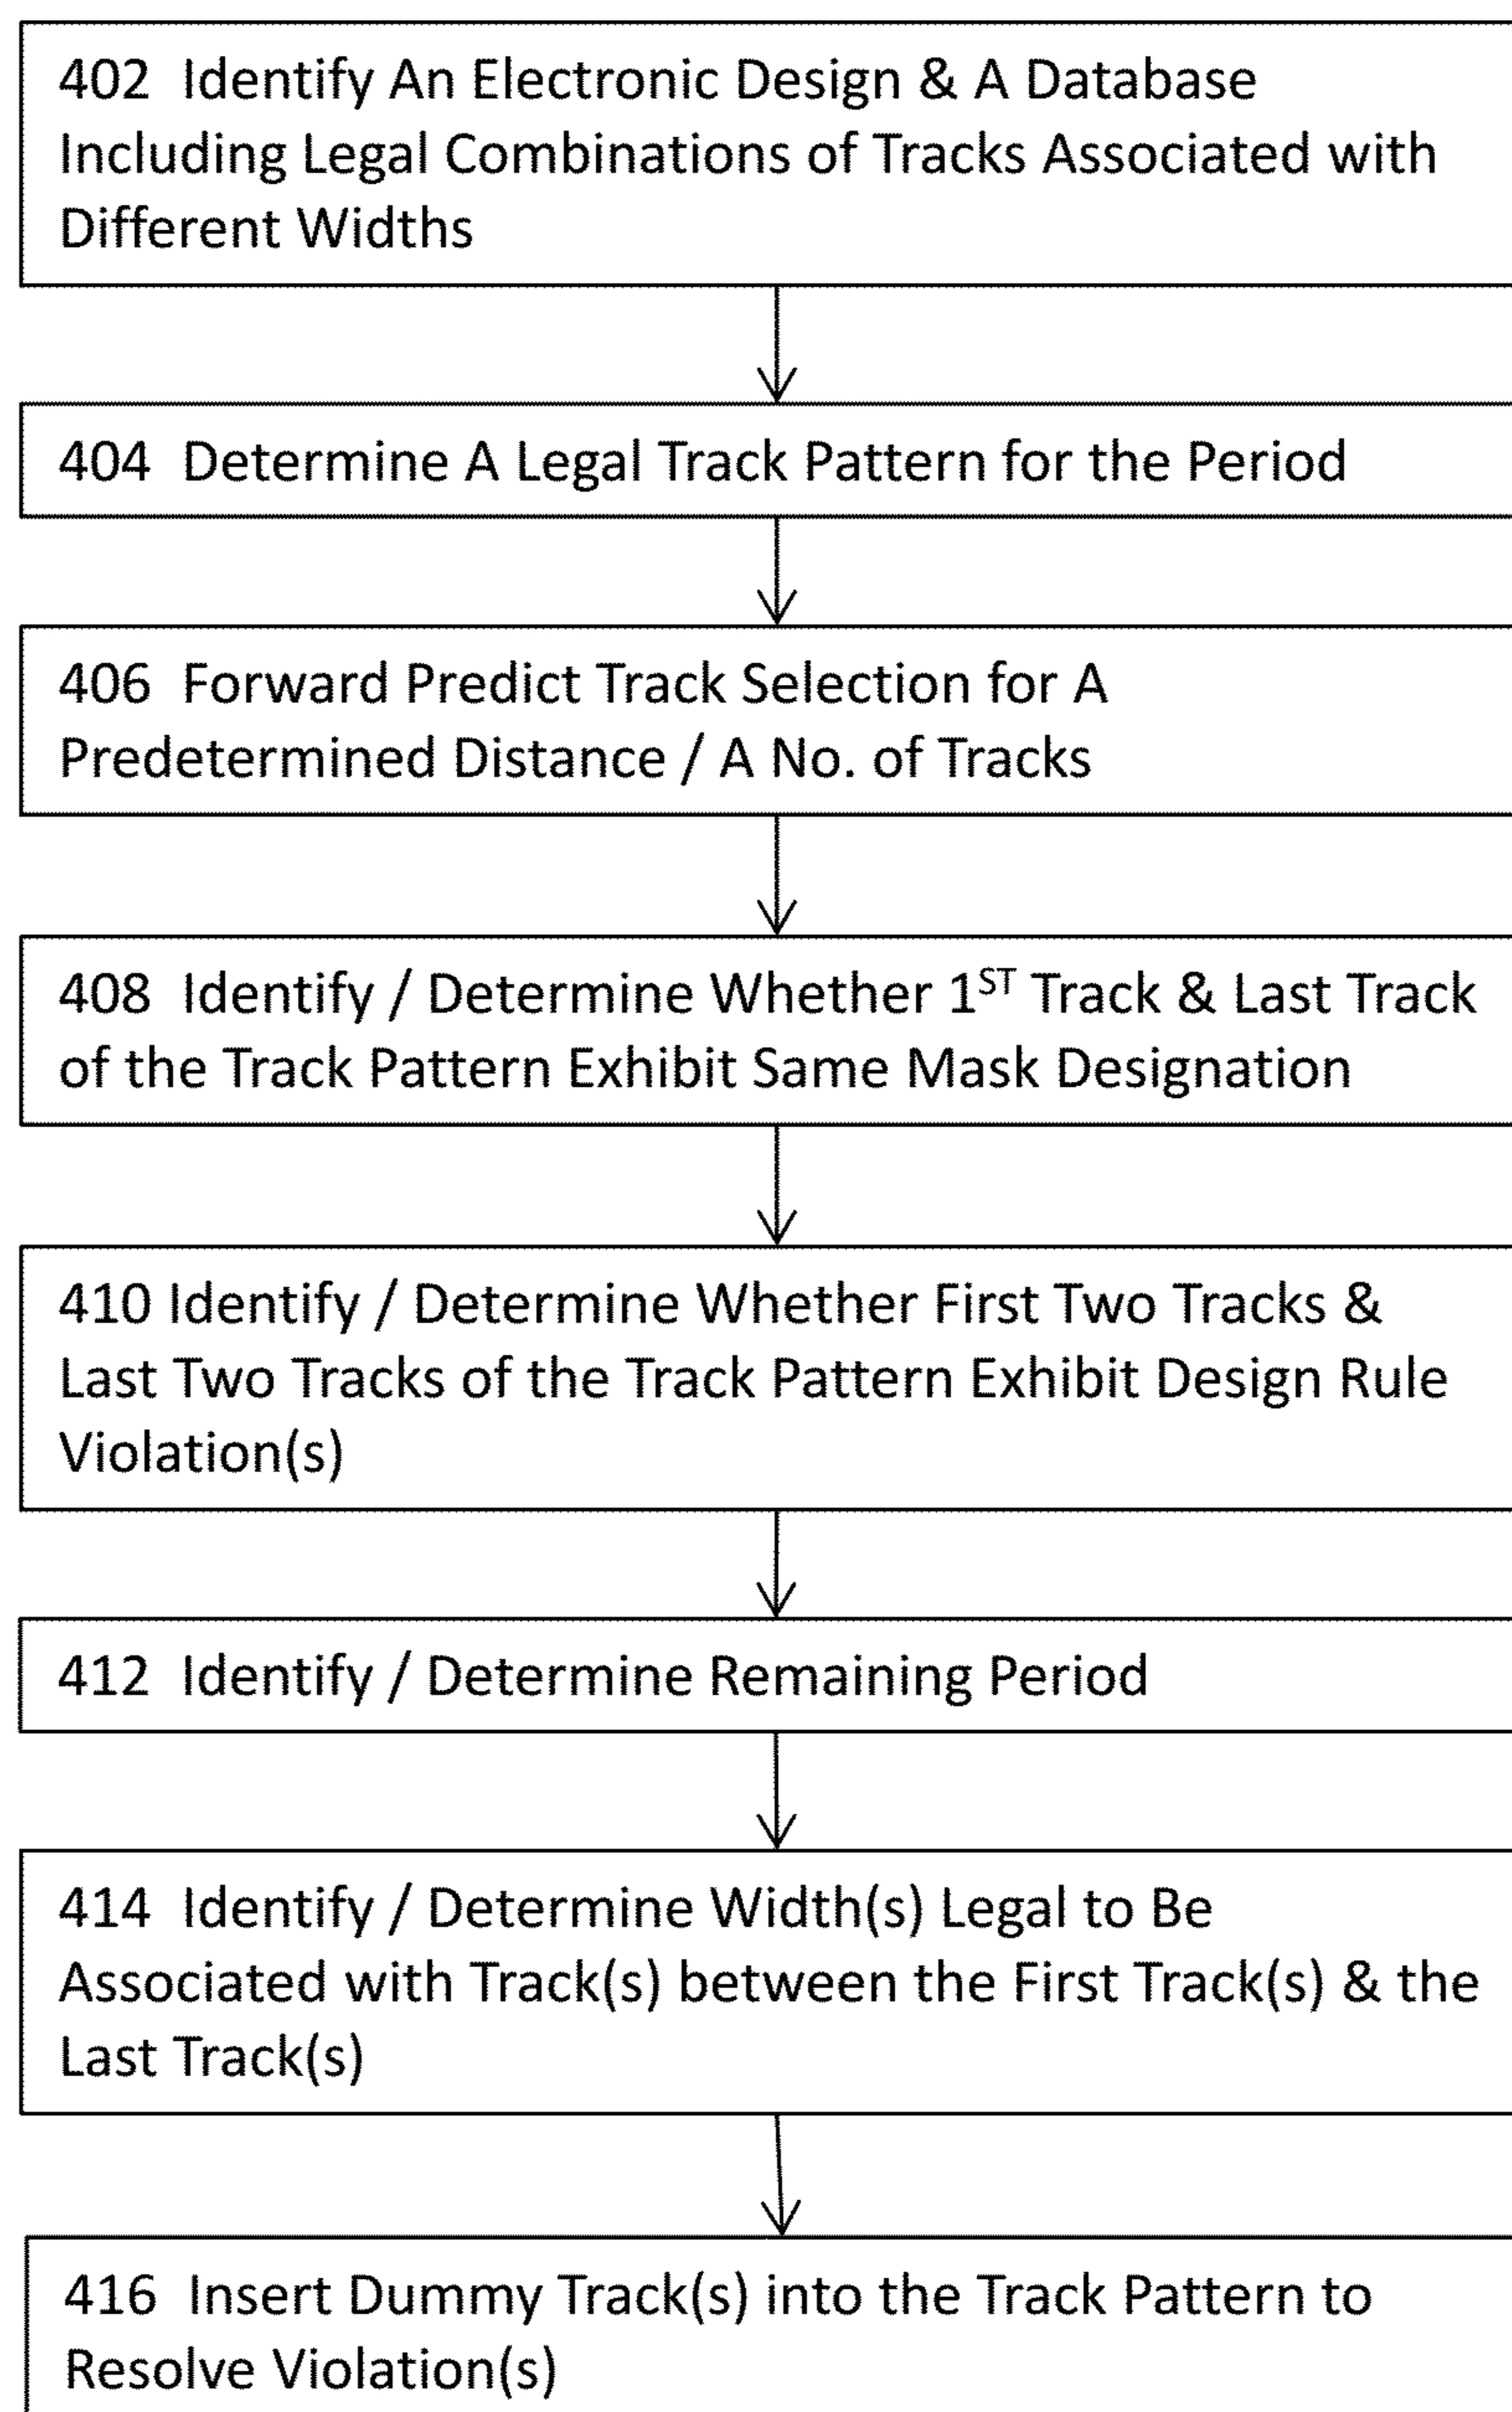 402 Identify An Electronic Design & A Database
Including Legal Combinations of Tracks Associated with
Different Widths
404 Determine A Legal Track Pattern for the Period
406 Forward Predict Track Selection for A
Predetermined Distance / A No. of Tracks
408 Identify / Determine Whether 1ST Track & Last Track
of the Track Pattern Exhibit Same Mask Designation
410 Identify / Determine Whether First Two Tracks &
Last Two Tracks of the Track Pattern Exhibit Design Rule
Violation(s)
412 Identify / Determine Remaining Period
414 Identify / Determine Width(s) Legal to Be
Associated with Track(s) between the First Track(s) & the
Last Track(s)
416 Insert Dummy Track(s) into the Track Pattern to
Resolve Violation(s)